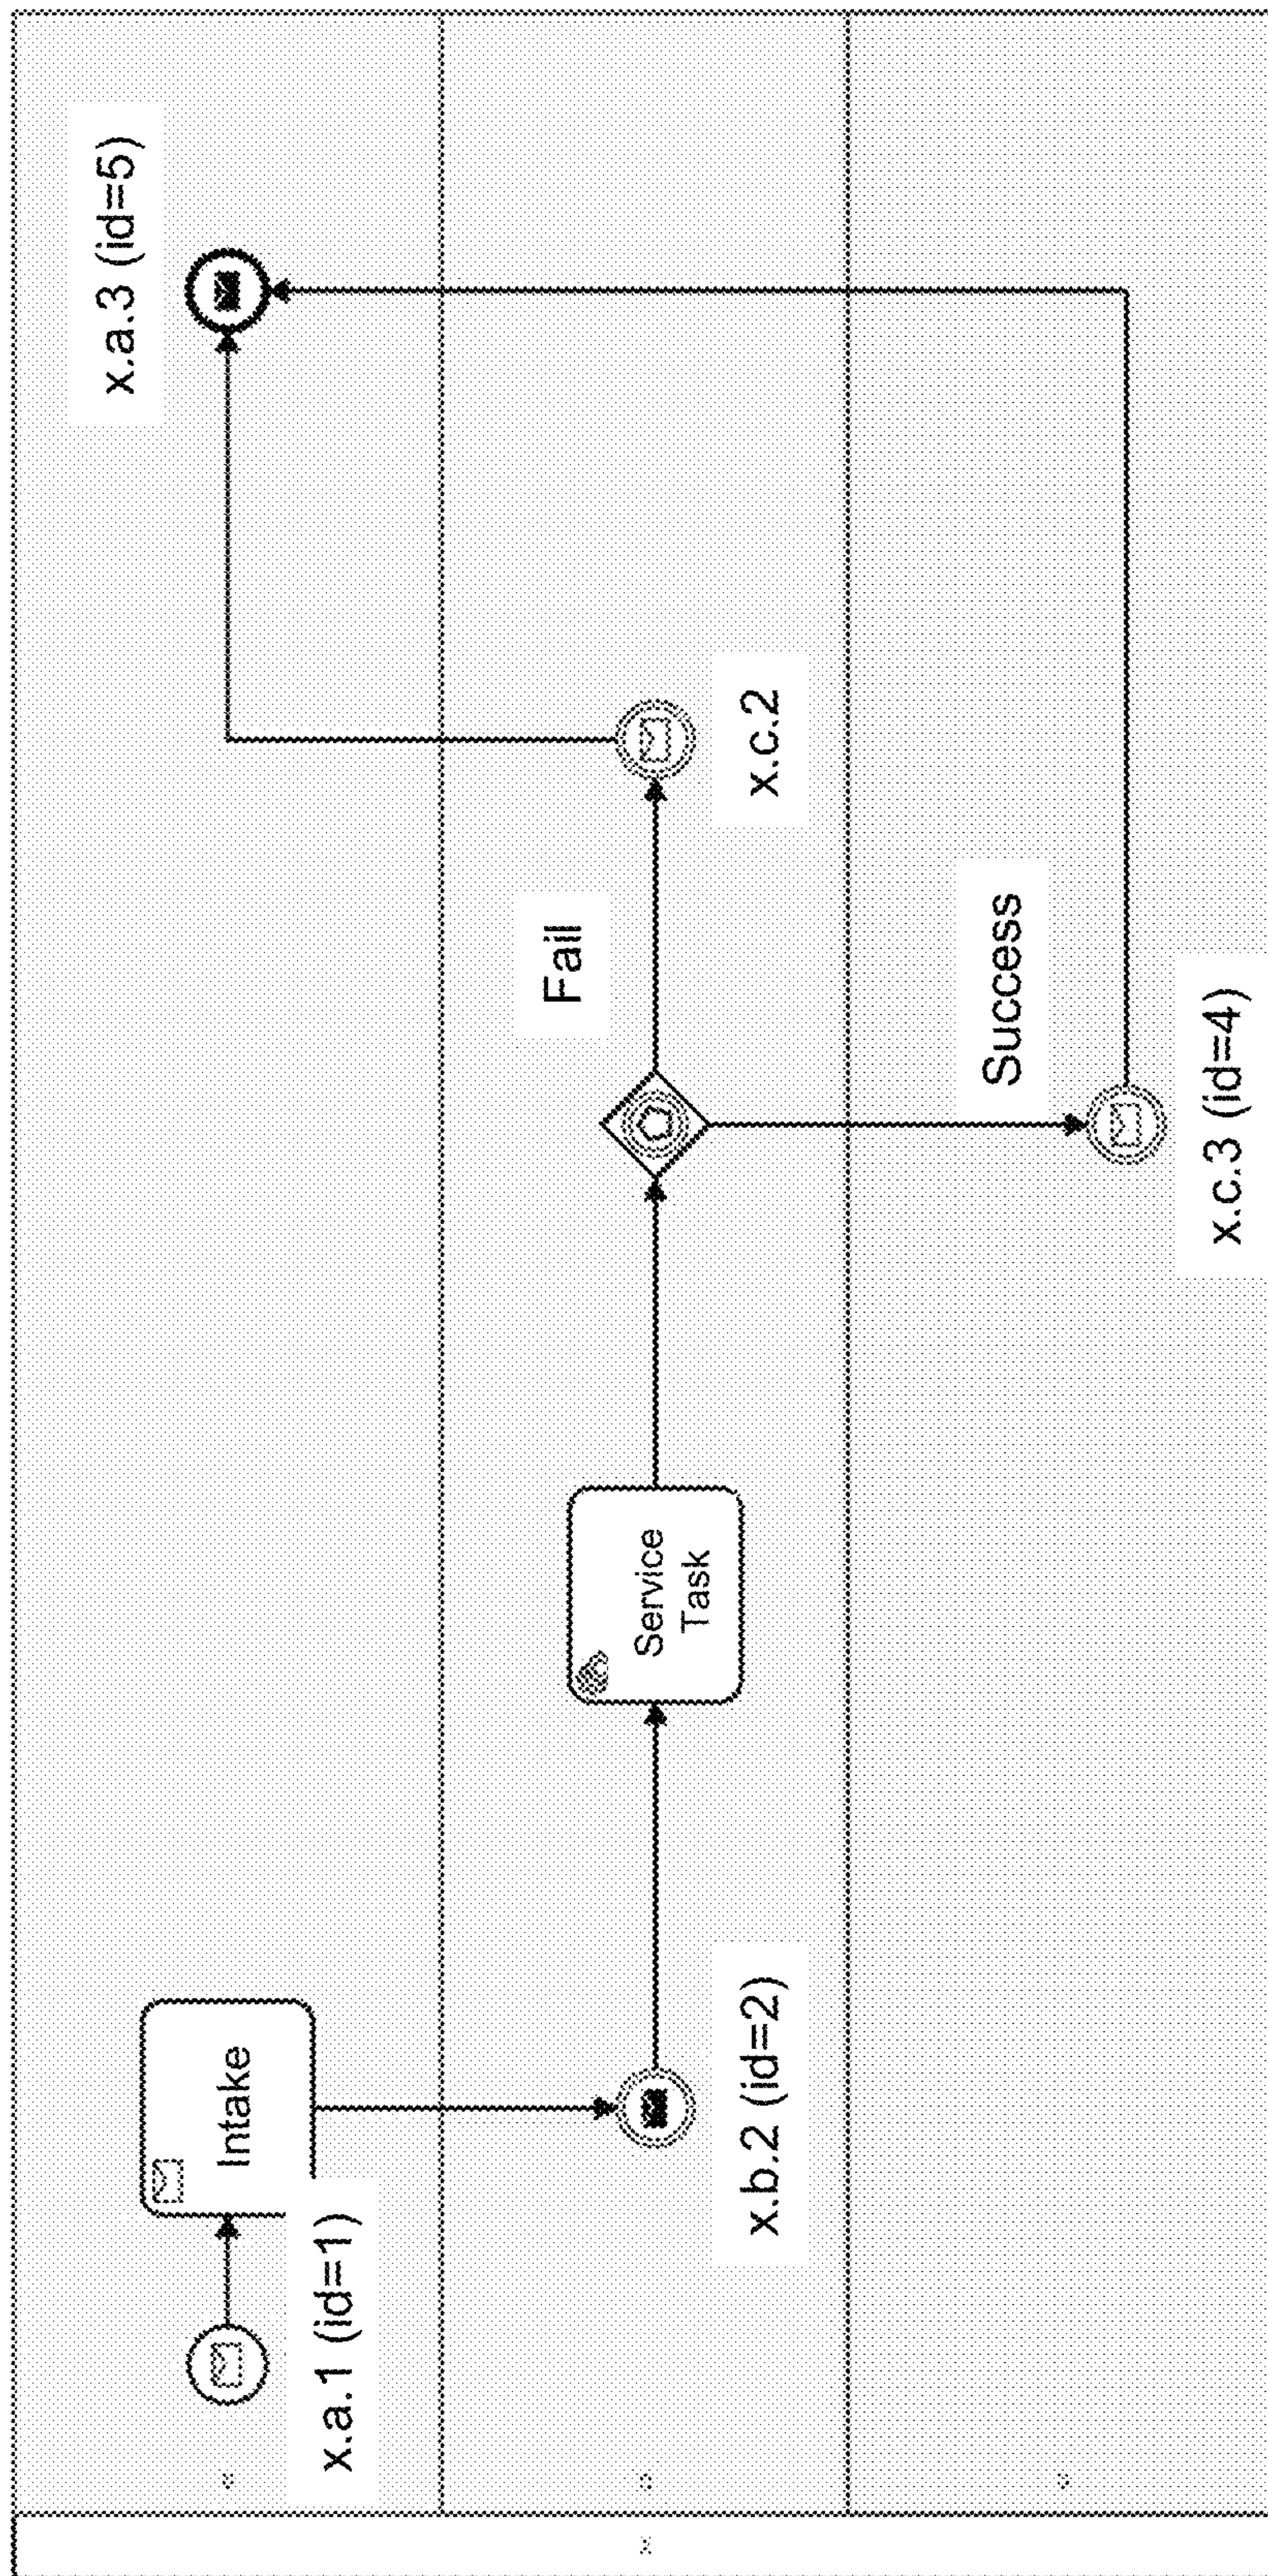 x.a.3 (id=5)
Intake
x.a.1 (id=1)
Fail
Service
Task
x.c.2
x.b.2 (id=2)
Success
x.c.3 (id=4)
a
x